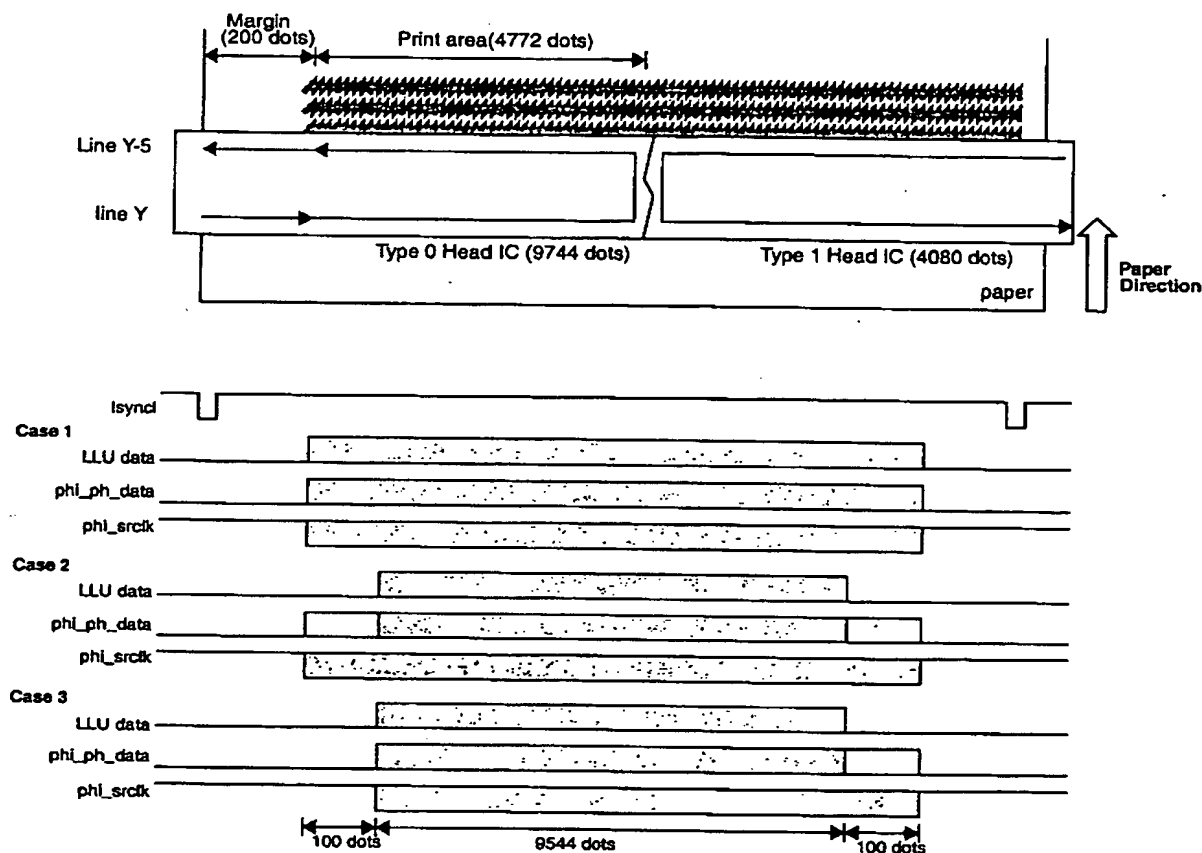 Margin
(200 dots)
Print area(4772 dots)
Line Y-5
line Y
Type 0 Head IC (9744 dots)
Type 1 Head IC (4080 dots)
Paper
Direction
paper
lsyncl
Case 1
LLU data
phi_ph_data
phi_srclk
Case 2
LLU data
phi_ph_data
phi_srclk
Case 3
LLU data
phi_ph_data
phi_srclk
100 dots
9544 dots
100 dots